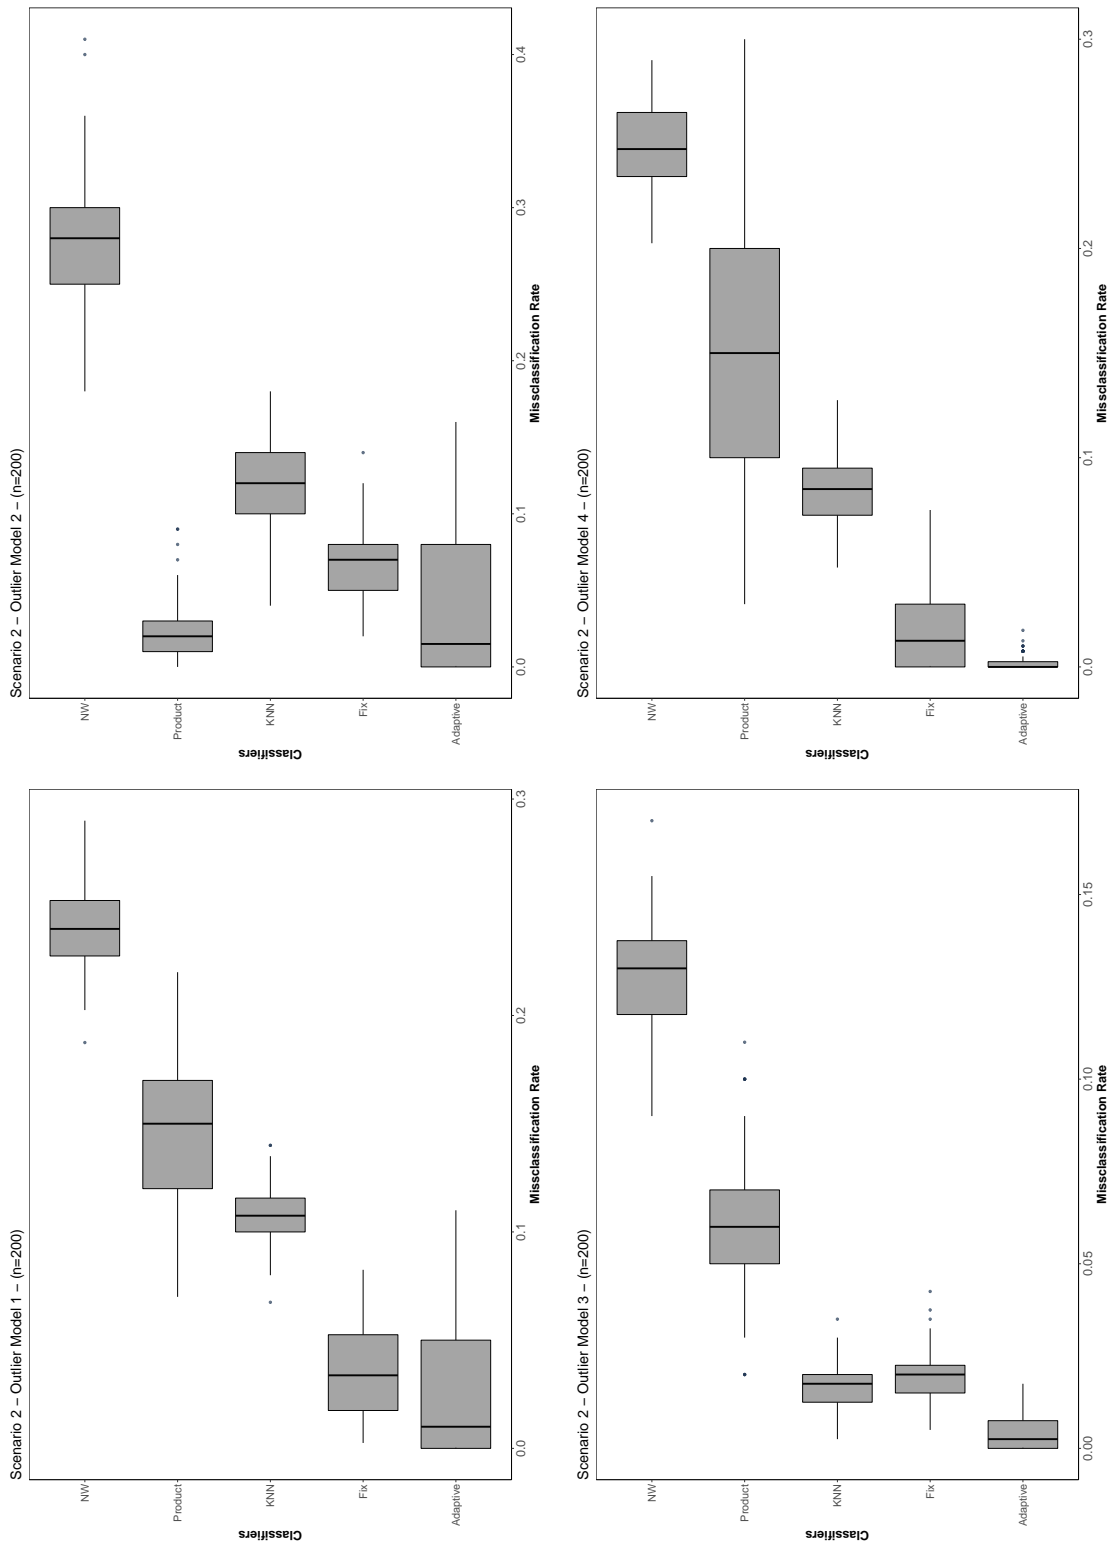 Scenario 2 − Outlier Model 1 − (n=200)
Classifiers
NW
Product
KNN
Fix
Adaptive
0.0 0.1 0.2 0.3
Missclassification Rate
Scenario 2 − Outlier Model 2 − (n=200)
Classifiers
NW
Product
KNN
Fix
Adaptive
0.0 0.1 0.2 0.3 0.4
Missclassification Rate
Scenario 2 − Outlier Model 3 − (n=200)
Classifiers
NW
Product
KNN
Fix
Adaptive
0.00 0.05 0.10 0.15
Missclassification Rate
Scenario 2 − Outlier Model 4 − (n=200)
Classifiers
NW
Product
KNN
Fix
Adaptive
0.0 0.1 0.2 0.3
Missclassification Rate